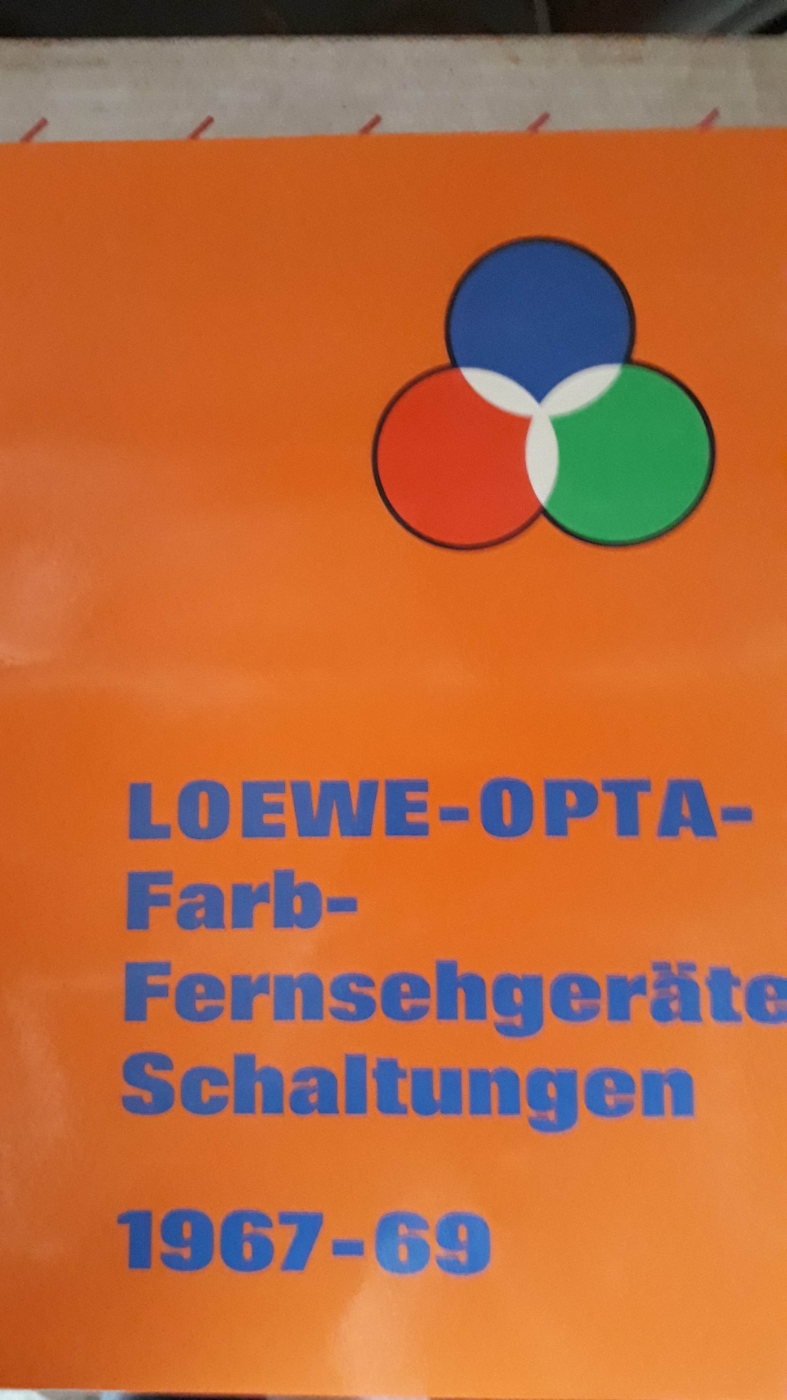 LOEWE-OPTA-
Farb-
Fernsehgeräte
Schaltungen
1967-69